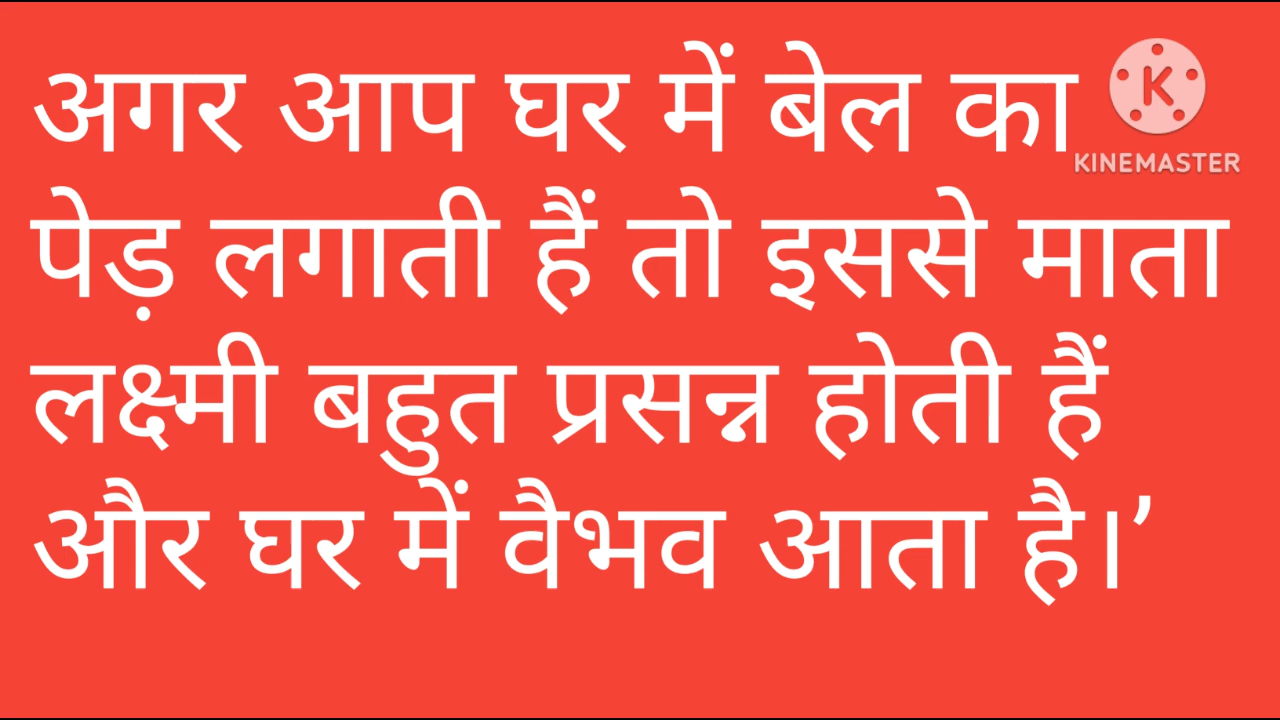 अगर आप घर में बेल का
KINEMASTER
पेड़ लगाती हैं तो इससे माता
लक्ष्मी बहुत प्रसन्न होती हैं
और घर में वैभव आता है।’